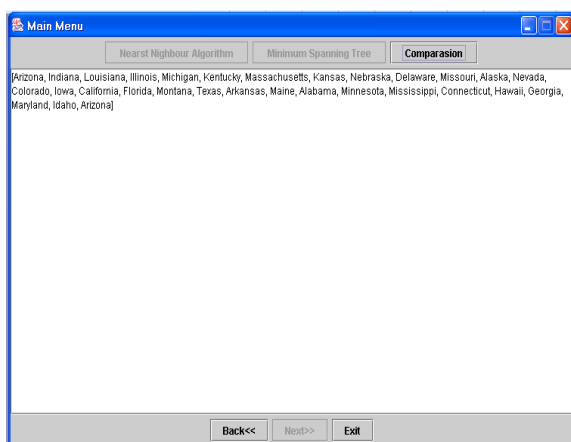 Main Menu
Nearst Nighbour Algorithm Minimum Spanning Tree Comparasion
[Arizona, Indiana, Louisiana, Illinois, Michigan, Kentucky, Massachusetts, Kansas, Nebraska, Delaware, Missouri, Alaska, Nevada,
Colorado, Iowa, California, Florida, Montana, Texas, Arkansas, Maine, Alabama, Minnesota, Mississippi, Connecticut, Hawaii, Georgia,
Maryland, Idaho, Arizona]
Back<< Next>> Exit